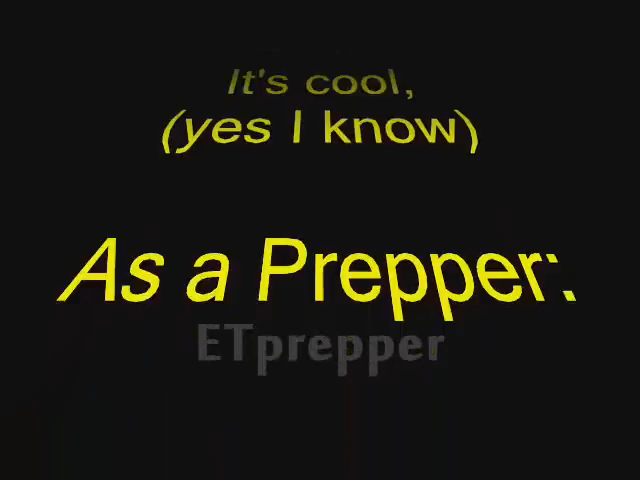 It's cool,
(yes I know)
As a Prepper:
ETprepper